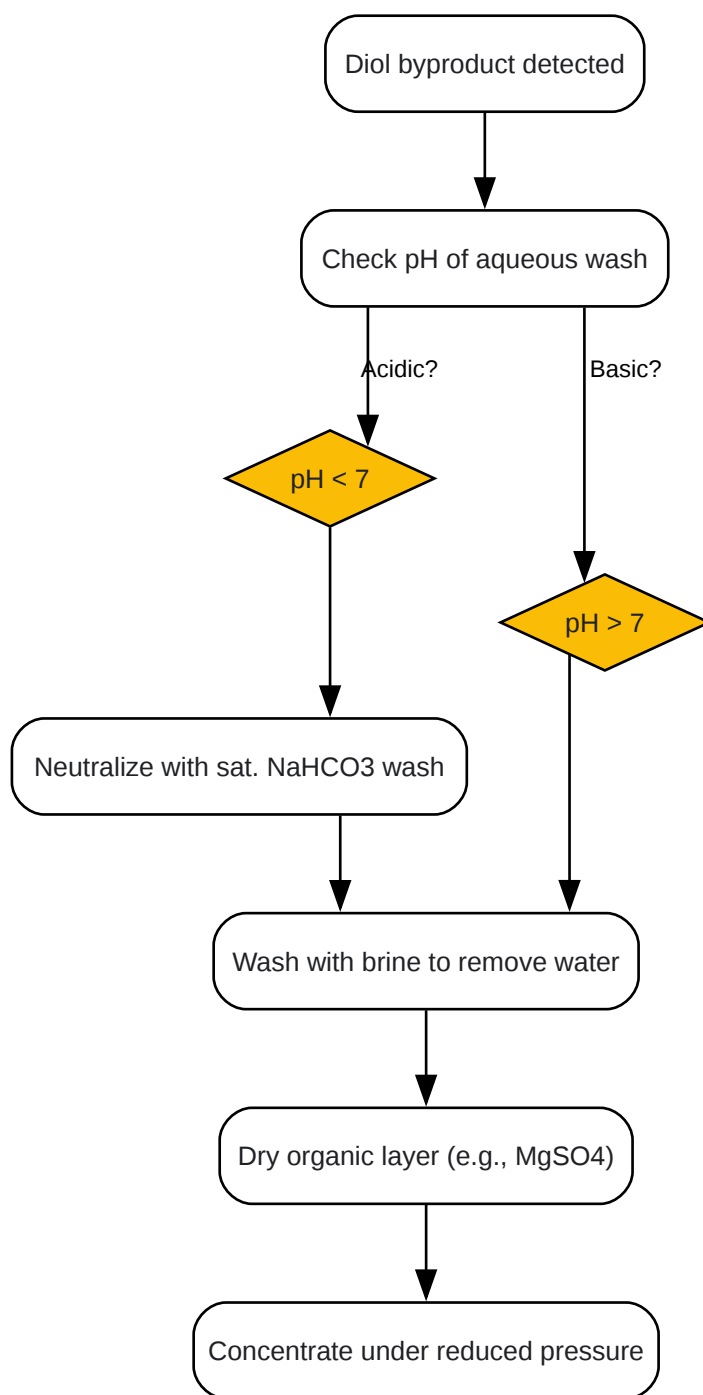 Diol byproduct detected
Check pH of aqueous wash
Acidic?
Basic?
pH < 7
pH > 7
Neutralize with sat. NaHCO3 wash
Wash with brine to remove water
Dry organic layer (e.g., MgSO4)
Concentrate under reduced pressure